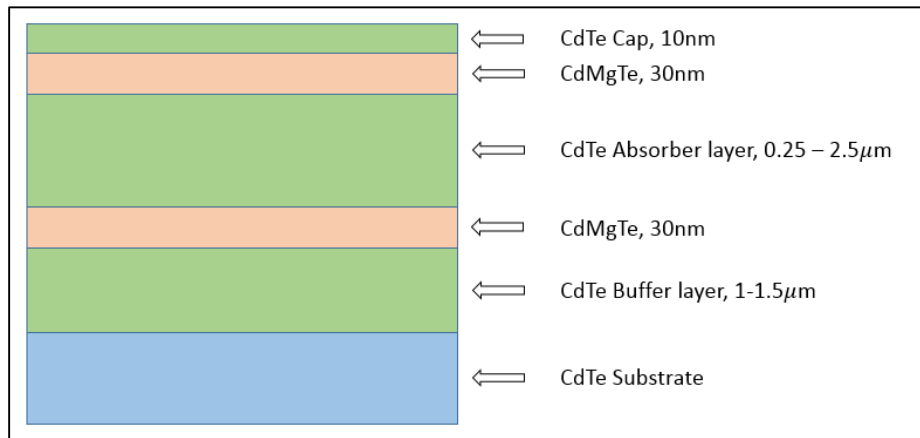 CdTe Cap, 10nm
CdMgTe, 30nm
CdTe Absorber layer, 0.25 – 2.5μm
CdMgTe, 30nm
CdTe Buffer layer, 1-1.5μm
CdTe Substrate